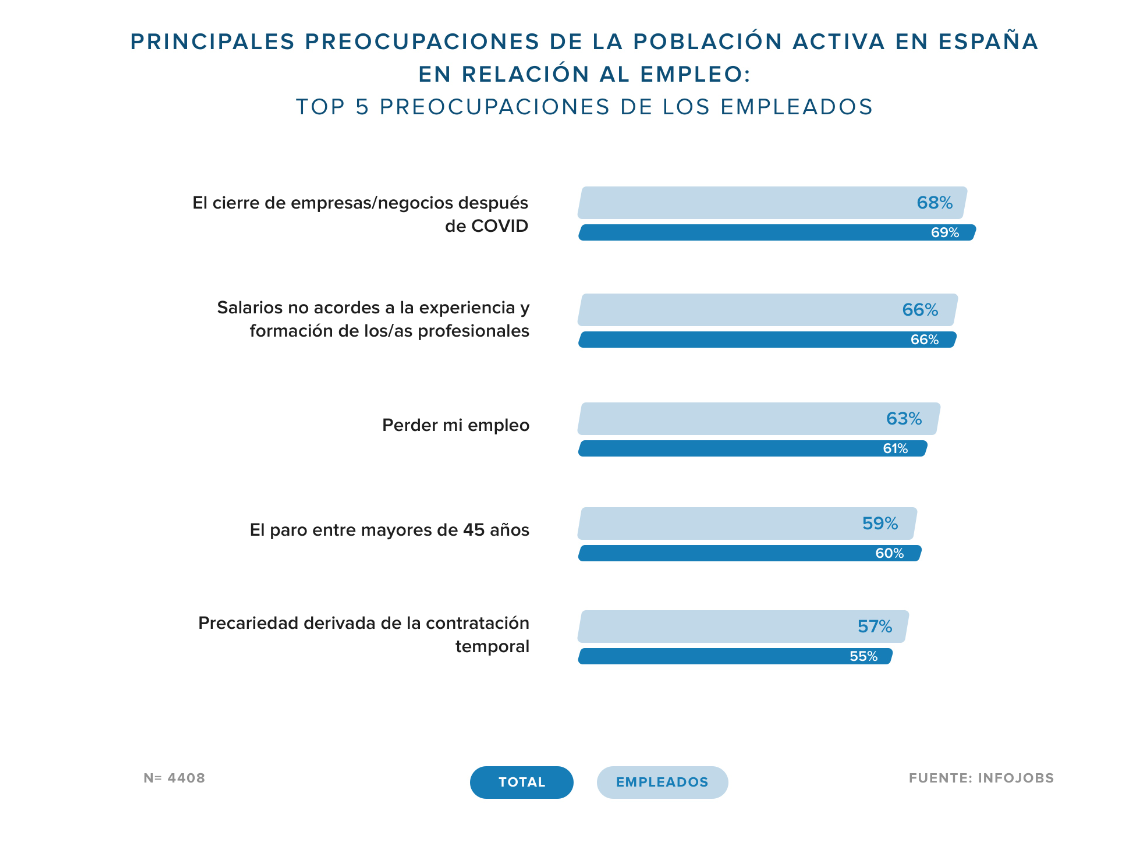 PRINCIPALES PREOCUPACIONES DE LA POBLACIÓN ACTIVA EN ESPAÑA
EN RELACIÓN AL EMPLEO:
TOP 5 PREOCUPACIONES DE LOS EMPLEADOS
El cierre de empresas/negocios después
de COVID
68%
69%
Salarios no acordes a la experiencia y
formación de los/as profesionales
66%
66%
Perder mi empleo
63%
61%
El paro entre mayores de 45 años
59%
60%
Precariedad derivada de la contratación
temporal
57%
55%
N= 4408
TOTAL
EMPLEADOS
FUENTE: INFOJOBS